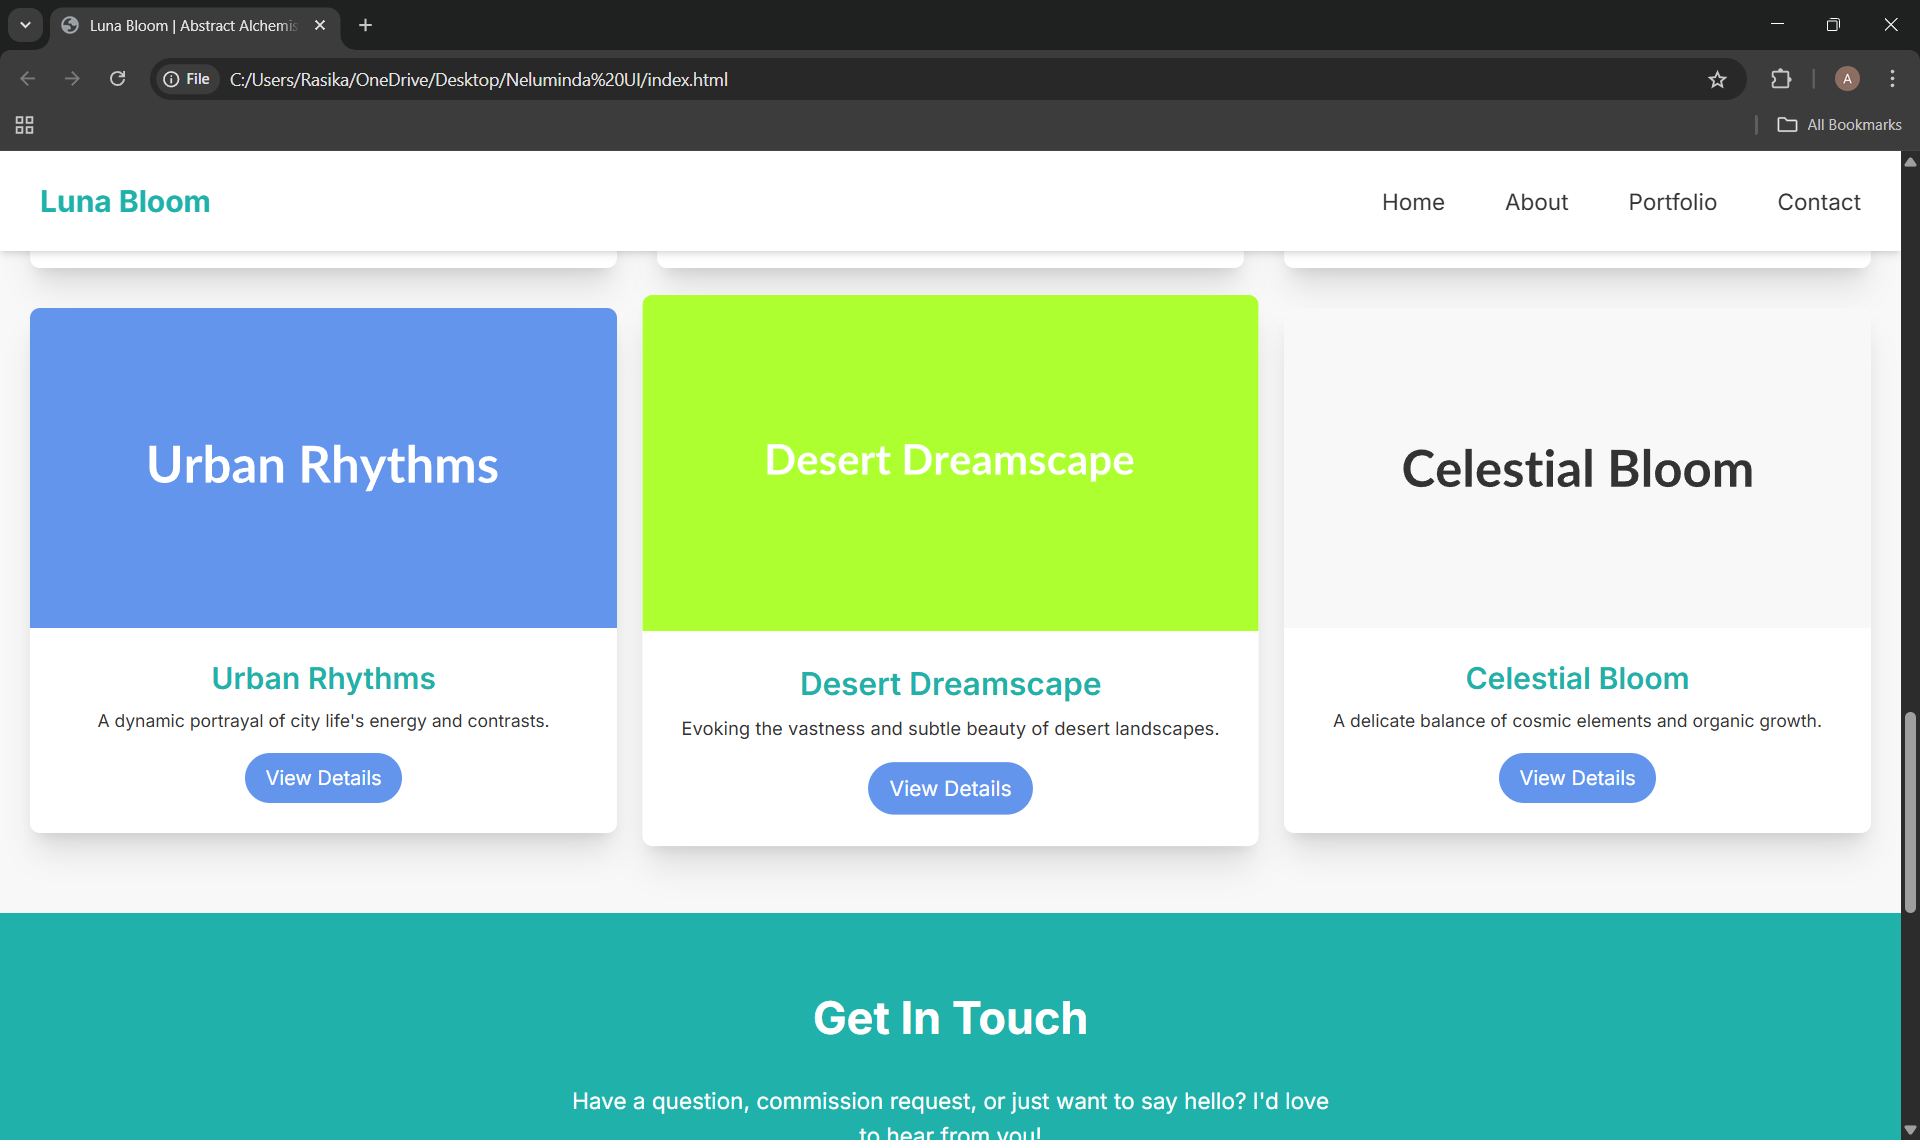 Luna Bloom | Abstract Alchemis
File
C:/Users/Rasika/OneDrive/Desktop/Neluminda%20UI/index.html
A
All Bookmarks
Luna Bloom
Home
About
Portfolio
Contact
Urban Rhythms
Desert Dreamscape
Celestial Bloom
Urban Rhythms
A dynamic portrayal of city life's energy and contrasts.
View Details
Desert Dreamscape
Evoking the vastness and subtle beauty of desert landscapes.
View Details
Celestial Bloom
A delicate balance of cosmic elements and organic growth.
View Details
Get In Touch
Have a question, commission request, or just want to say hello? I'd love
to hear from you!